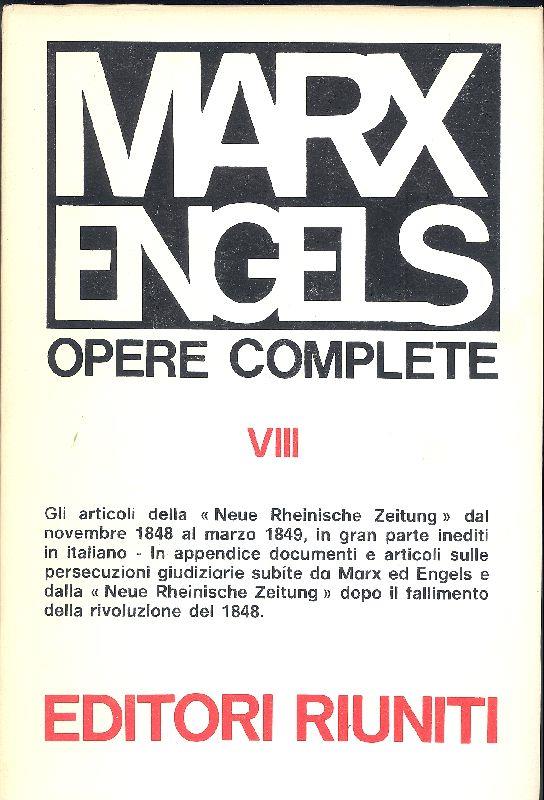 MARX
ENGELS
OPERE COMPLETE
VIII
Gli articoli della « Neue Rheinische Zeitung » dal
novembre 1848 al marzo 1849, in gran parte inediti
in italiano - In appendice documenti e articoli sulle
persecuzioni giudiziarie subite da Marx ed Engels e
dalla « Neue Rheinische Zeitung » dopo il fallimento
della rivoluzione del 1848.
EDITORI RIUNITI